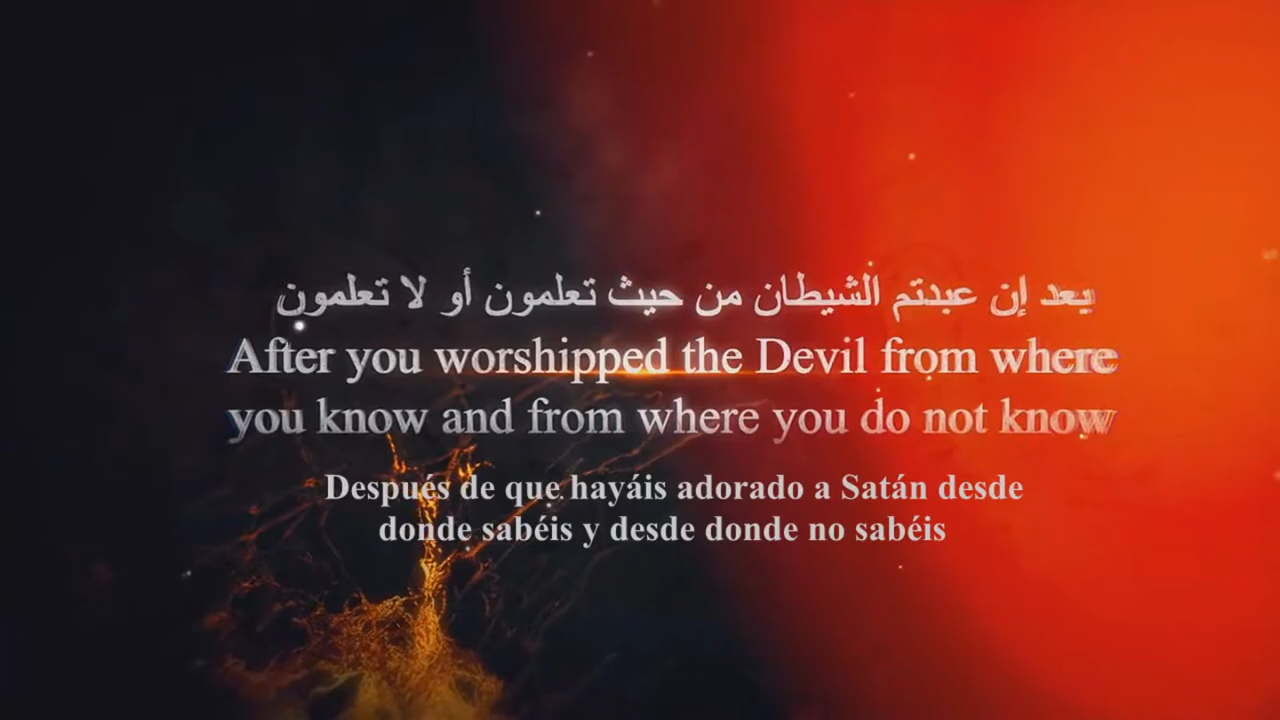 يعد إن عبدتم الشيطان من حيث تعلمون أو لا تعلمون
After you worshipped the Devil from where
you know and from where you do not know
Después de que hayáis adorado a Satán desde
donde sabéis y desde donde no sabéis